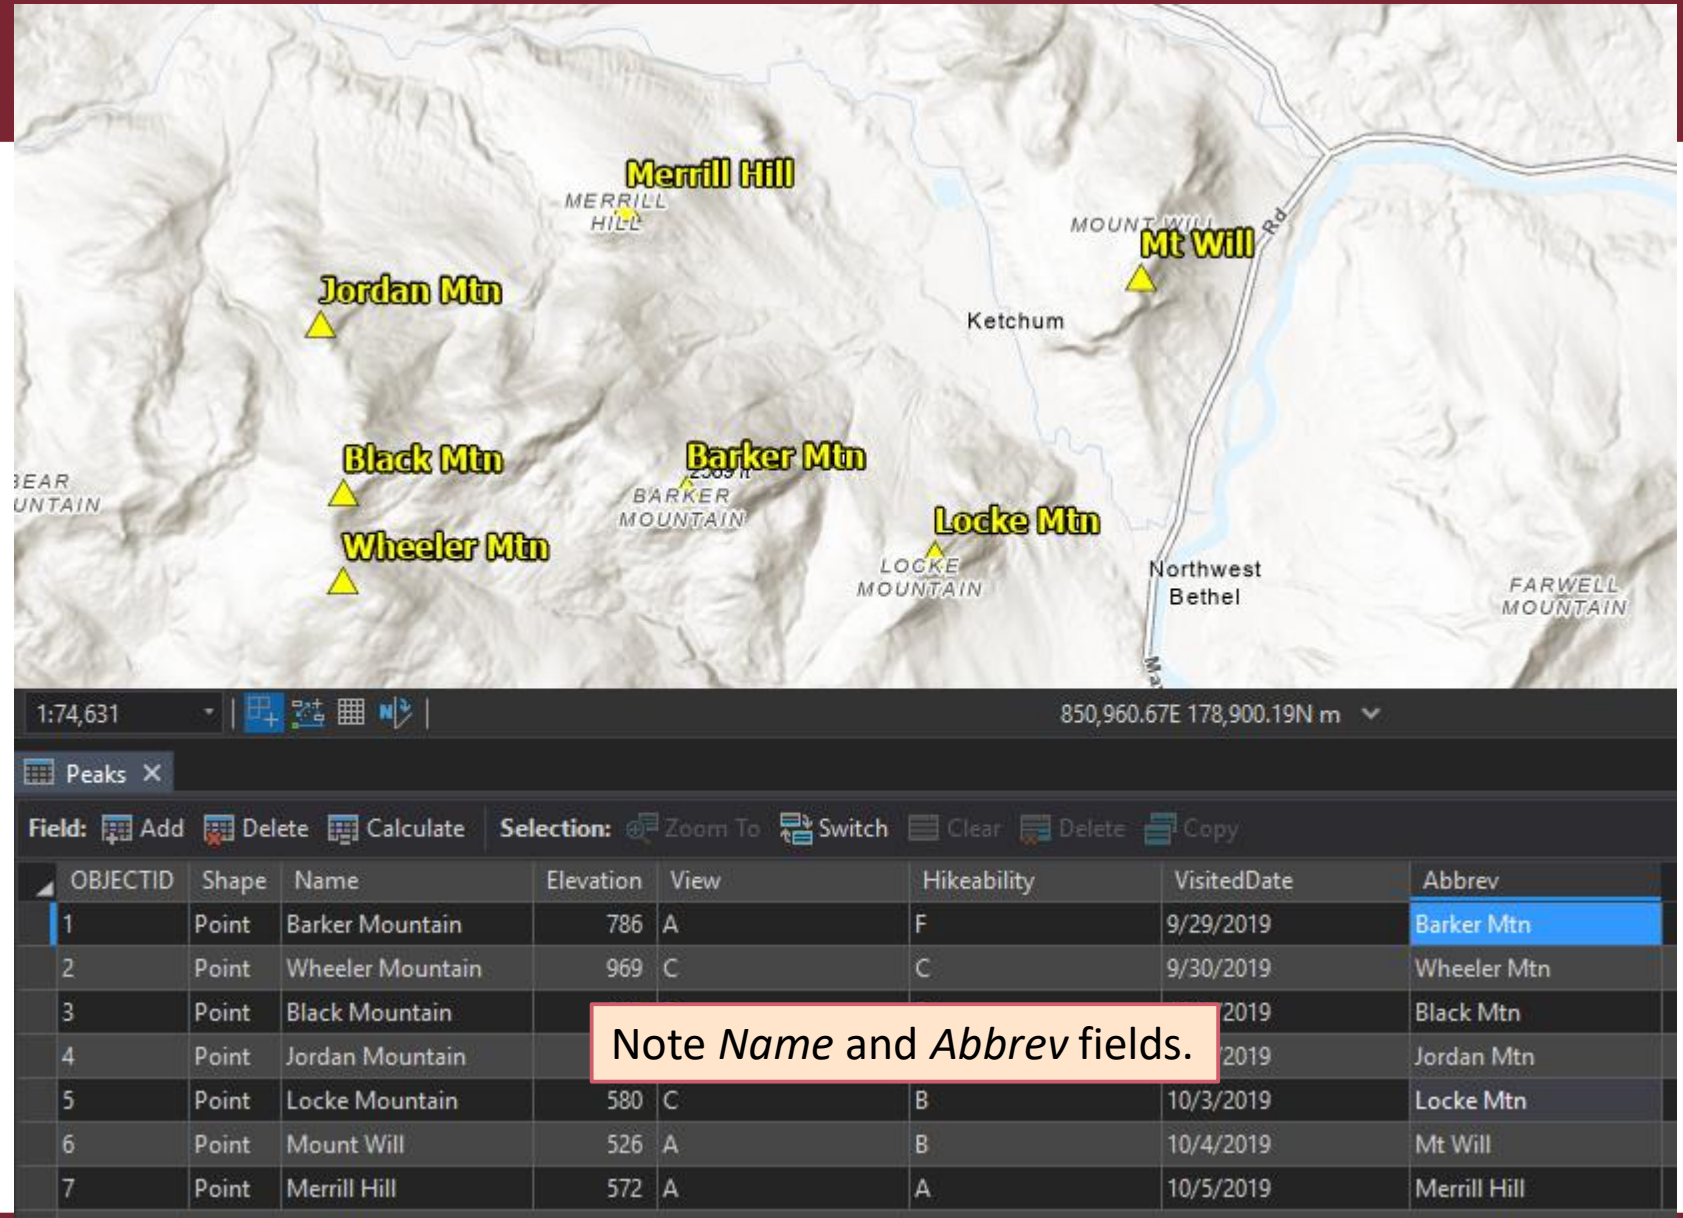 Merrill Hill
MERRILL
HILL
MOUNT WILL
Rd
Mt Will
Jordan Mtn
Ketchum
Black Mtn
Barker Mtn
BEAR
UNTAIN
BARKER
MOUNTAIN
Locke Mtn
Wheeler Mtn
LOCKE
MOUNTAIN
Northwest
Bethel
FARWELL
MOUNTAIN
1:74,631
850,960.67E 178,900.19N m
Peaks
Field: Add Delete Calculate Selection: Zoom To Switch Clear Delete Copy
OBJECTID Shape Name Elevation View Hikeability VisitedDate Abbrev
1 Point Barker Mountain 786 A F 9/29/2019 Barker Mtn
2 Point Wheeler Mountain 969 C C 9/30/2019 Wheeler Mtn
3 Point Black Mountain 2019 Black Mtn
Note Name and Abbrev fields.
4 Point Jordan Mountain 2019 Jordan Mtn
5 Point Locke Mountain 580 C B 10/3/2019 Locke Mtn
6 Point Mount Will 526 A B 10/4/2019 Mt Will
7 Point Merrill Hill 572 A A 10/5/2019 Merrill Hill